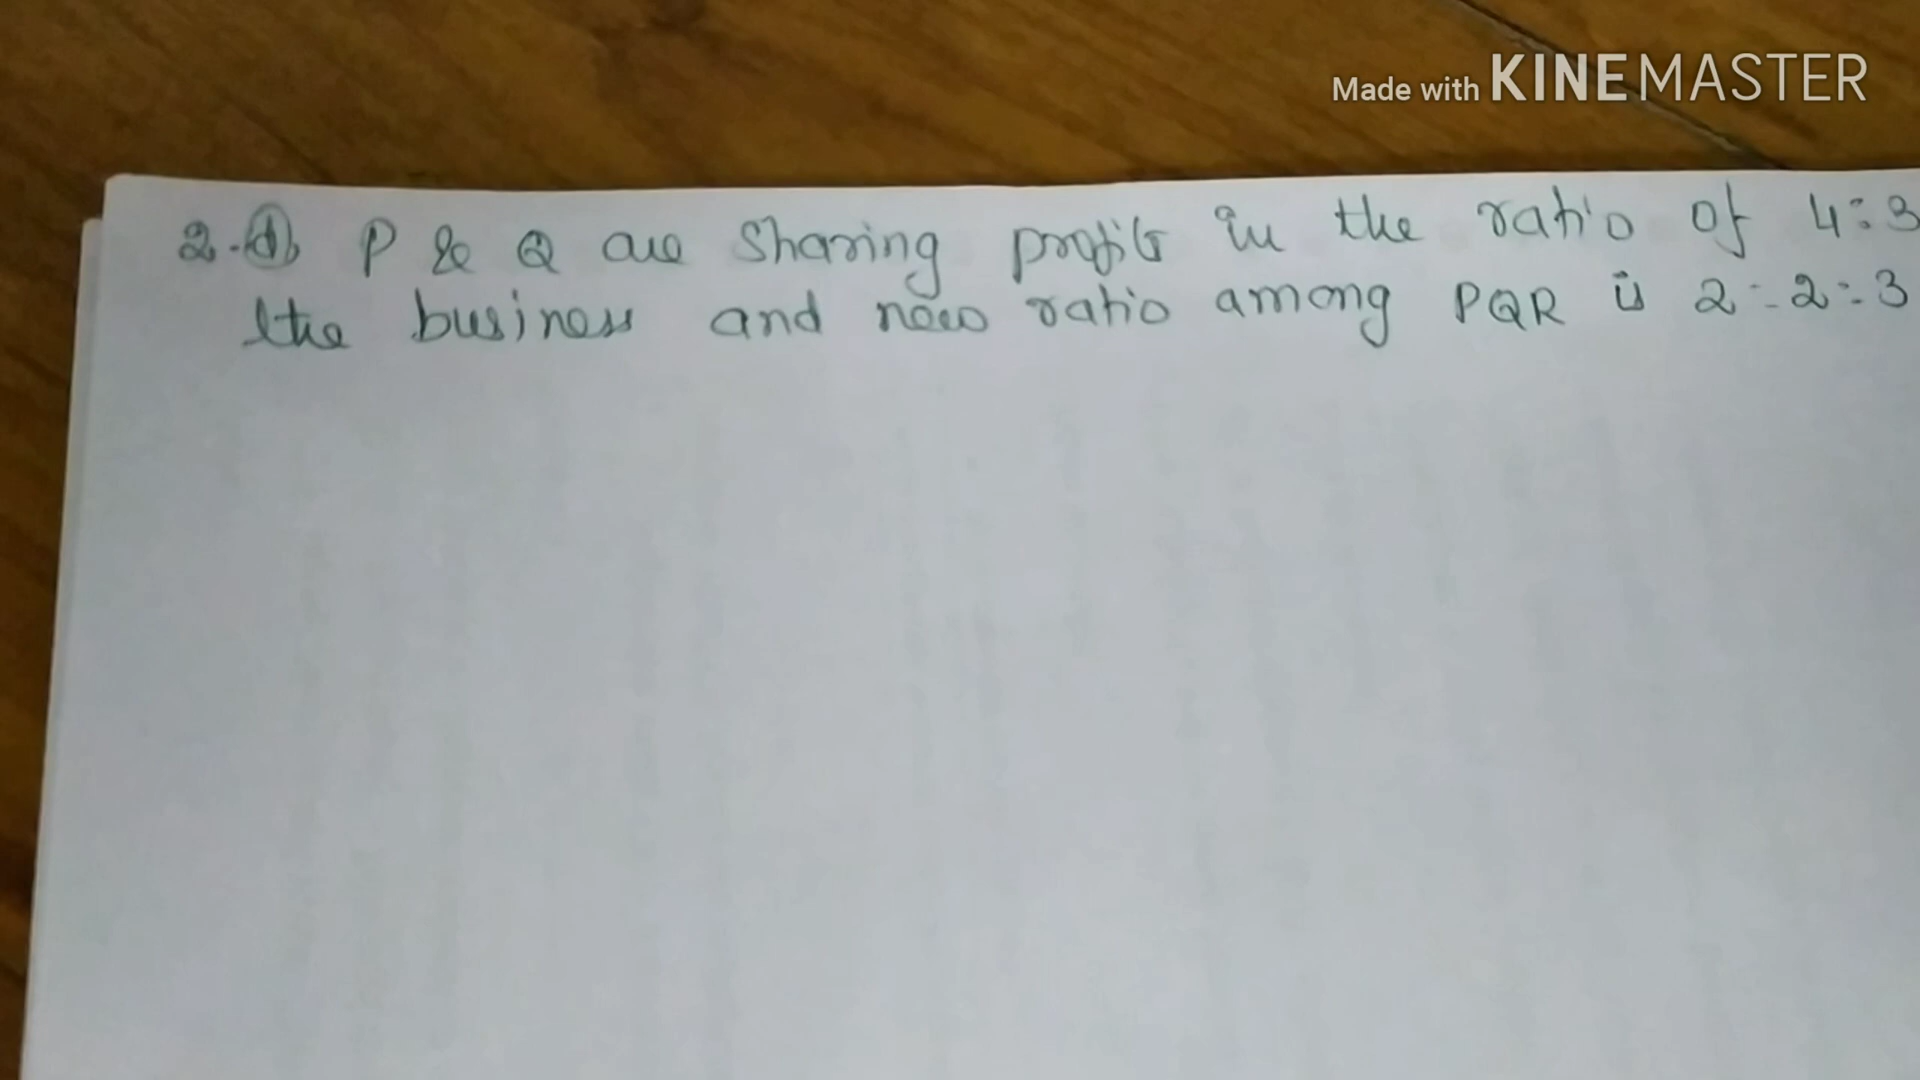 Made with KINEMASTER
2.d) P & Q are sharing profits in the ratio of 4:3
the business and new ratio among PQR is 2:2:3